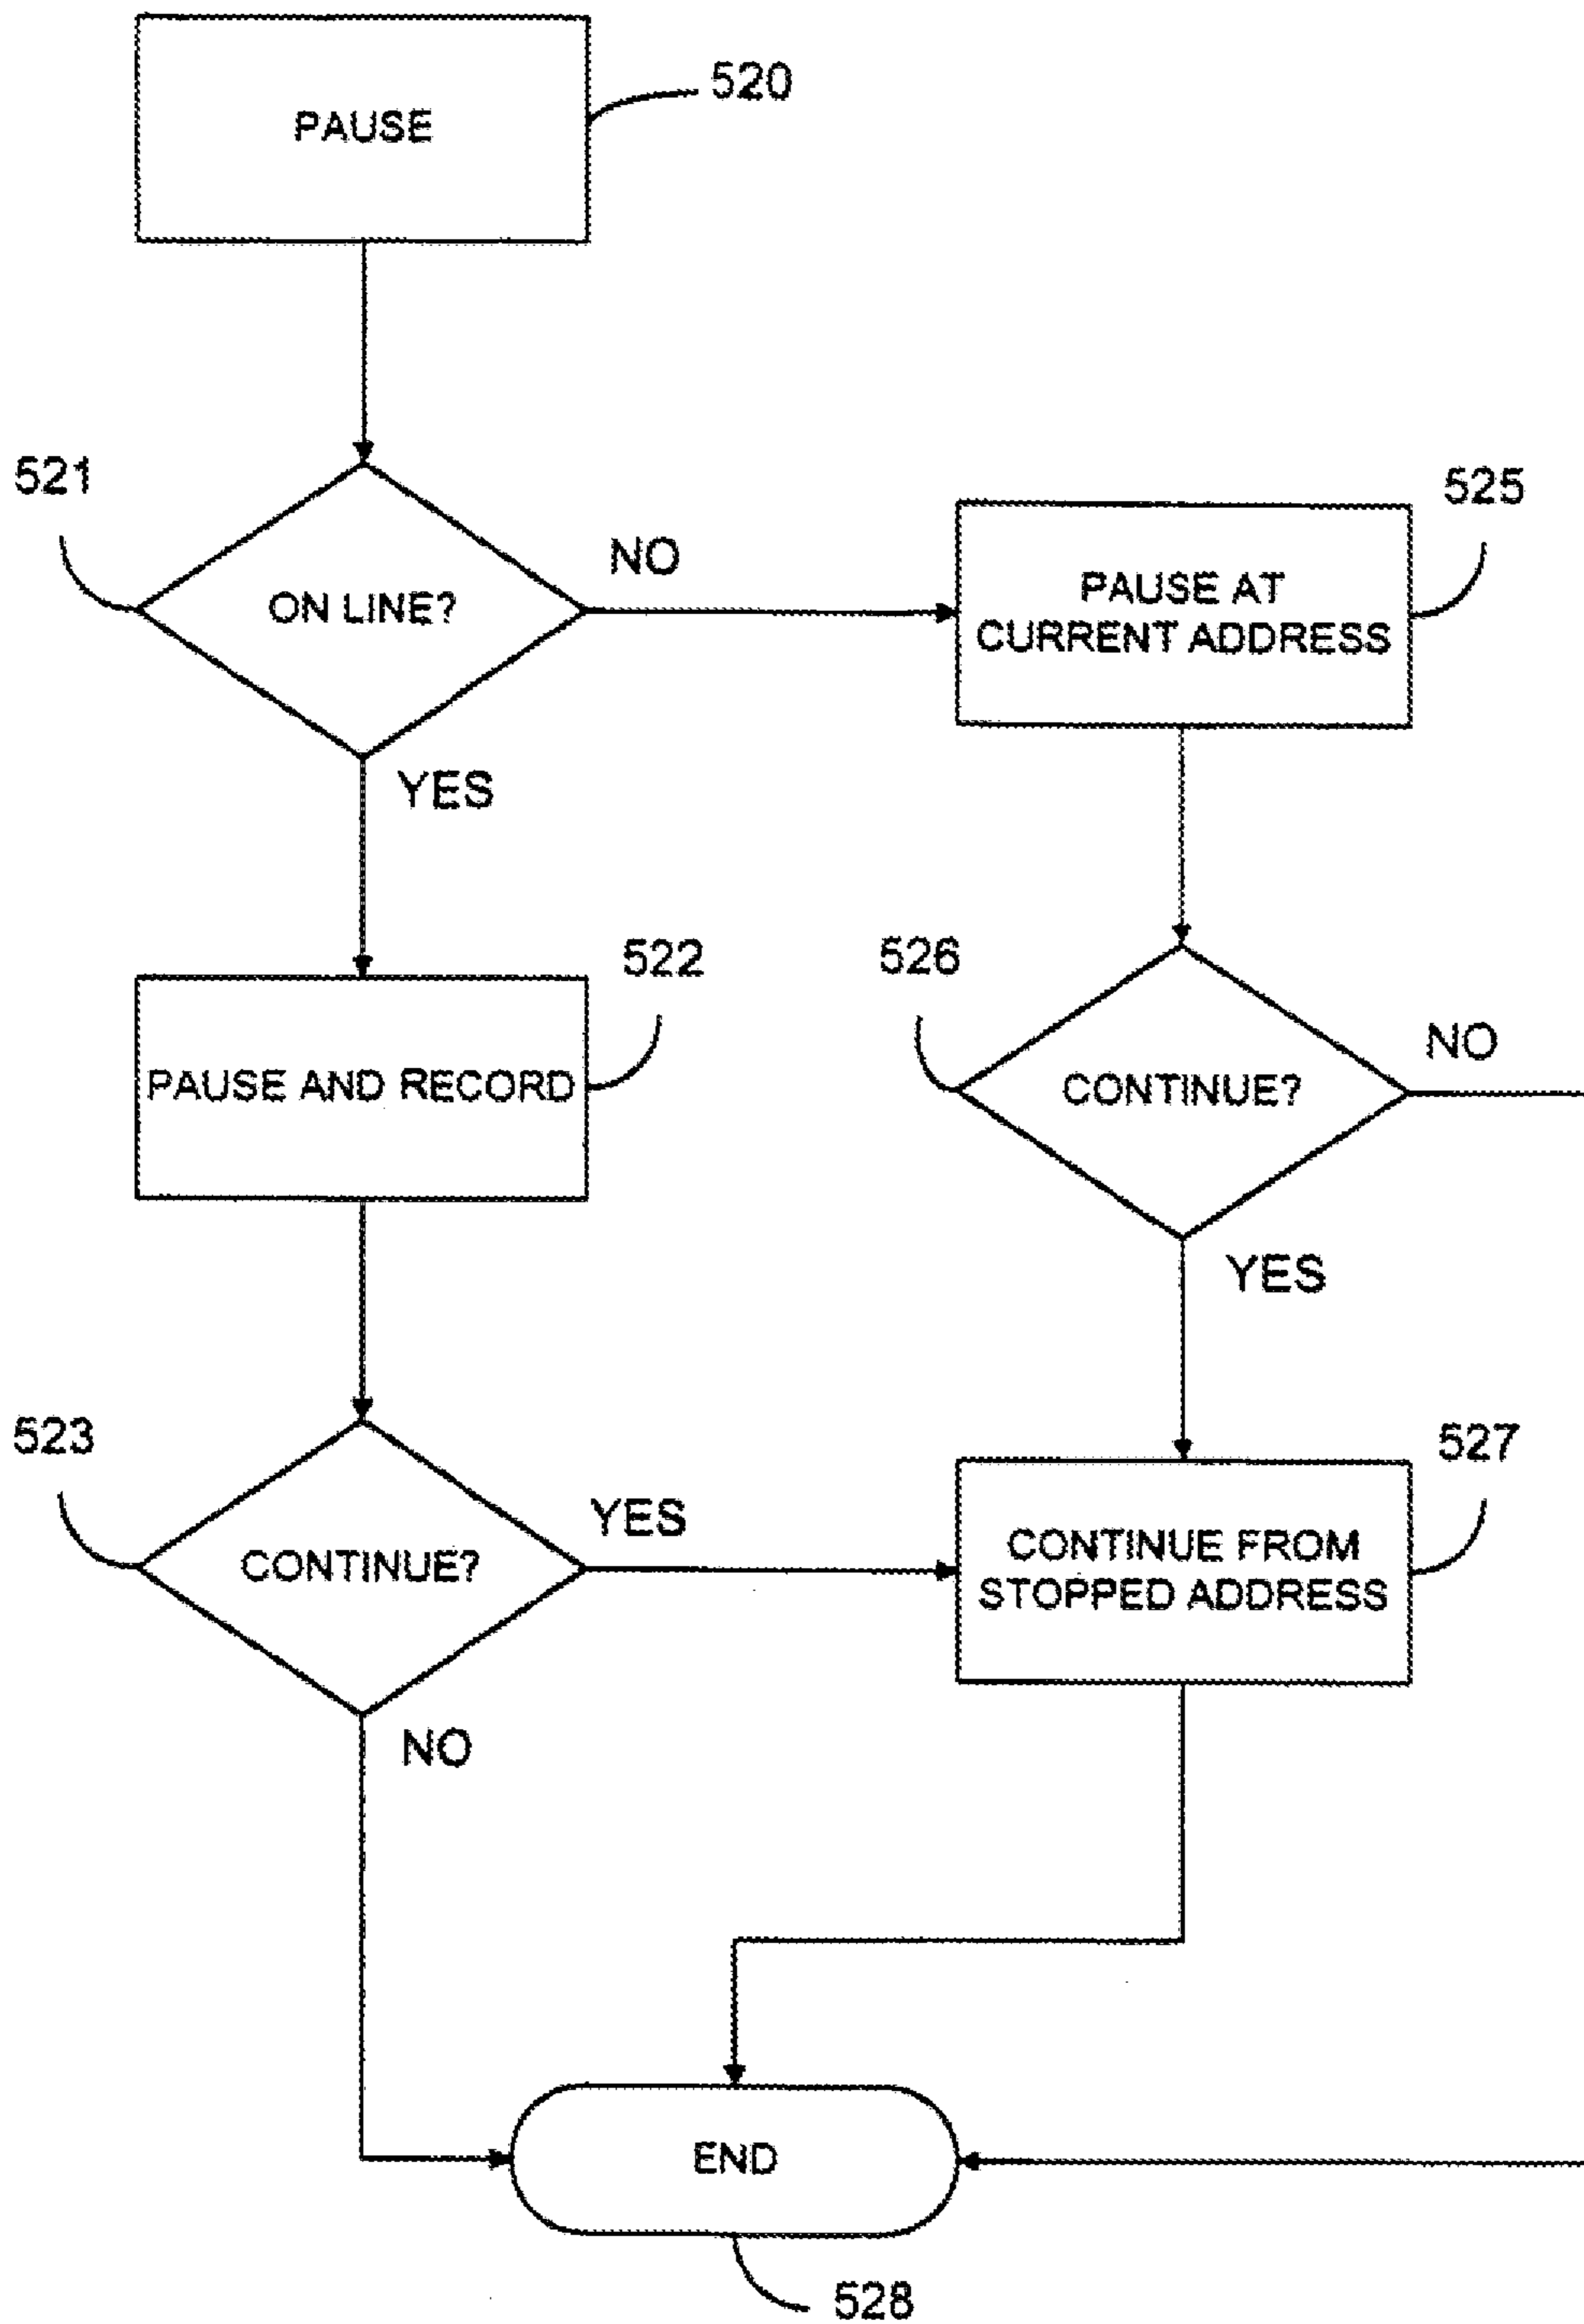 PAUSE
520
521
ON LINE?
NO
YES
525
PAUSE AT
CURRENT ADDRESS
522
PAUSE AND RECORD
526
CONTINUE?
NO
YES
523
CONTINUE?
YES
NO
527
CONTINUE FROM
STOPPED ADDRESS
END
528